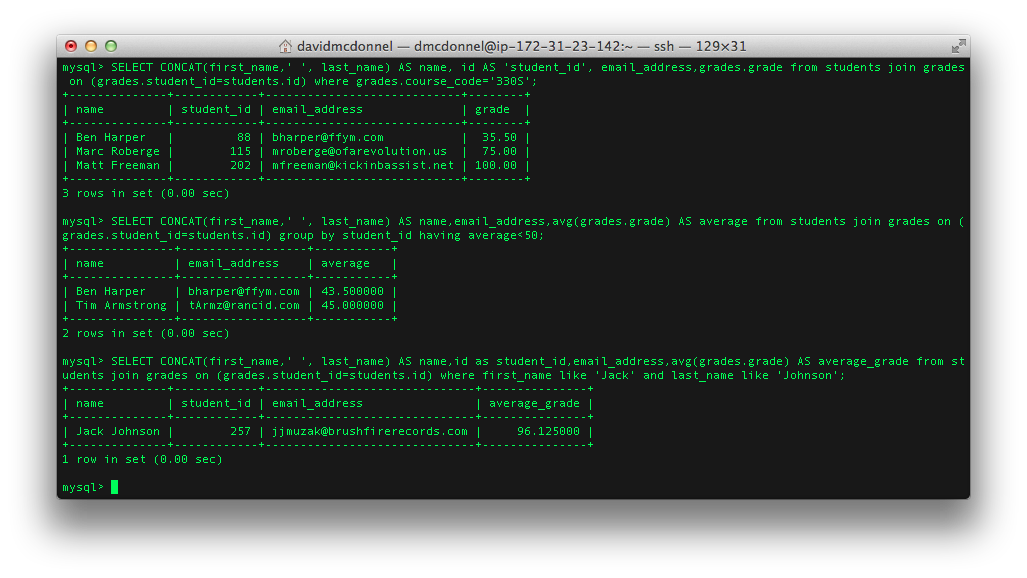 davidmcdonnel — dmcdonnel@ip-172-31-23-142:~ — ssh — 129×31
mysql> SELECT CONCAT(first_name,' ', last_name) AS name, id AS 'student_id', email_address,grades.grade from students join grades
 on (grades.student_id=students.id) where grades.course_code='330S';
+--------------+------------+----------------------------+--------+
| name         | student_id | email_address              | grade  |
+--------------+------------+----------------------------+--------+
| Ben Harper   |         88 | bharper@ffym.com           |  35.50 |
| Marc Roberge |        115 | mroberge@ofarevolution.us  |  75.00 |
| Matt Freeman |        202 | mfreeman@kickinbassist.net | 100.00 |
+--------------+------------+----------------------------+--------+
3 rows in set (0.00 sec)
mysql> SELECT CONCAT(first_name,' ', last_name) AS name,email_address,avg(grades.grade) AS average from students join grades on (
grades.student_id=students.id) group by student_id having average<50;
+---------------+------------------+-----------+
| name          | email_address    | average   |
+---------------+------------------+-----------+
| Ben Harper    | bharper@ffym.com | 43.500000 |
| Tim Armstrong | tArmz@rancid.com | 45.000000 |
+---------------+------------------+-----------+
2 rows in set (0.00 sec)
mysql> SELECT CONCAT(first_name,' ', last_name) AS name,id as student_id,email_address,avg(grades.grade) AS average_grade from st
udents join grades on (grades.student_id=students.id) where first_name like 'Jack' and last_name like 'Johnson';
+--------------+------------+------------------------------+---------------+
| name         | student_id | email_address                | average_grade |
+--------------+------------+------------------------------+---------------+
| Jack Johnson |        257 | jjmuzak@brushfirerecords.com |     96.125000 |
+--------------+------------+------------------------------+---------------+
1 row in set (0.00 sec)
mysql>